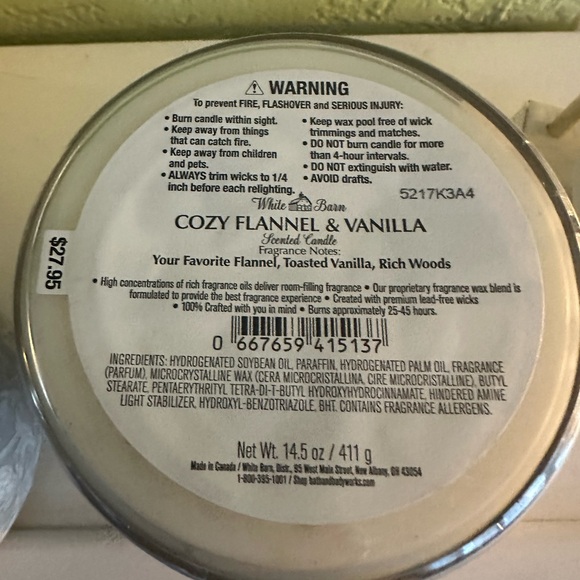 ⚠ WARNING
To prevent FIRE, FLASHOVER and SERIOUS INJURY:
• Burn candle within sight.
• Keep away from things
that can catch fire.
• Keep away from children
and pets.
• ALWAYS trim wicks to 1/4
inch before each relighting.
• Keep wax pool free of wick
trimmings and matches.
• DO NOT burn candle for more
than 4-hour intervals.
• DO NOT extinguish with water.
• AVOID drafts.
5217K3A4
White Barn
COZY FLANNEL & VANILLA
Scented Candle
Fragrance Notes:
Your Favorite Flannel, Toasted Vanilla, Rich Woods
$27.95
• High concentrations of rich fragrance oils deliver room-filling fragrance • Our proprietary fragrance wax blend is
formulated to provide the best fragrance experience • Created with premium lead-free wicks
• 100% Crafted with you in mind • Burns approximately 25-45 hours.
0 667659 415137
INGREDIENTS: HYDROGENATED SOYBEAN OIL, PARAFFIN, HYDROGENATED PALM OIL, FRAGRANCE
(PARFUM), MICROCRYSTALLINE WAX (CERA MICROCRISTALLINA, CIRE MICROCRISTALLINE), BUTYL
STEARATE, PENTAERYTHRITYL TETRA-DI-T-BUTYL HYDROXYHYDROCINNAMATE, HINDERED AMINE
LIGHT STABILIZER, HYDROXYL-BENZOTRIAZOLE, BHT. CONTAINS FRAGRANCE ALLERGENS.
Net Wt. 14.5 oz / 411 g
Made in Canada / White Barn, Distr., 95 West Main Street, New Albany, OH 43054
1-800-395-1001 / Shop bathandbodyworks.com